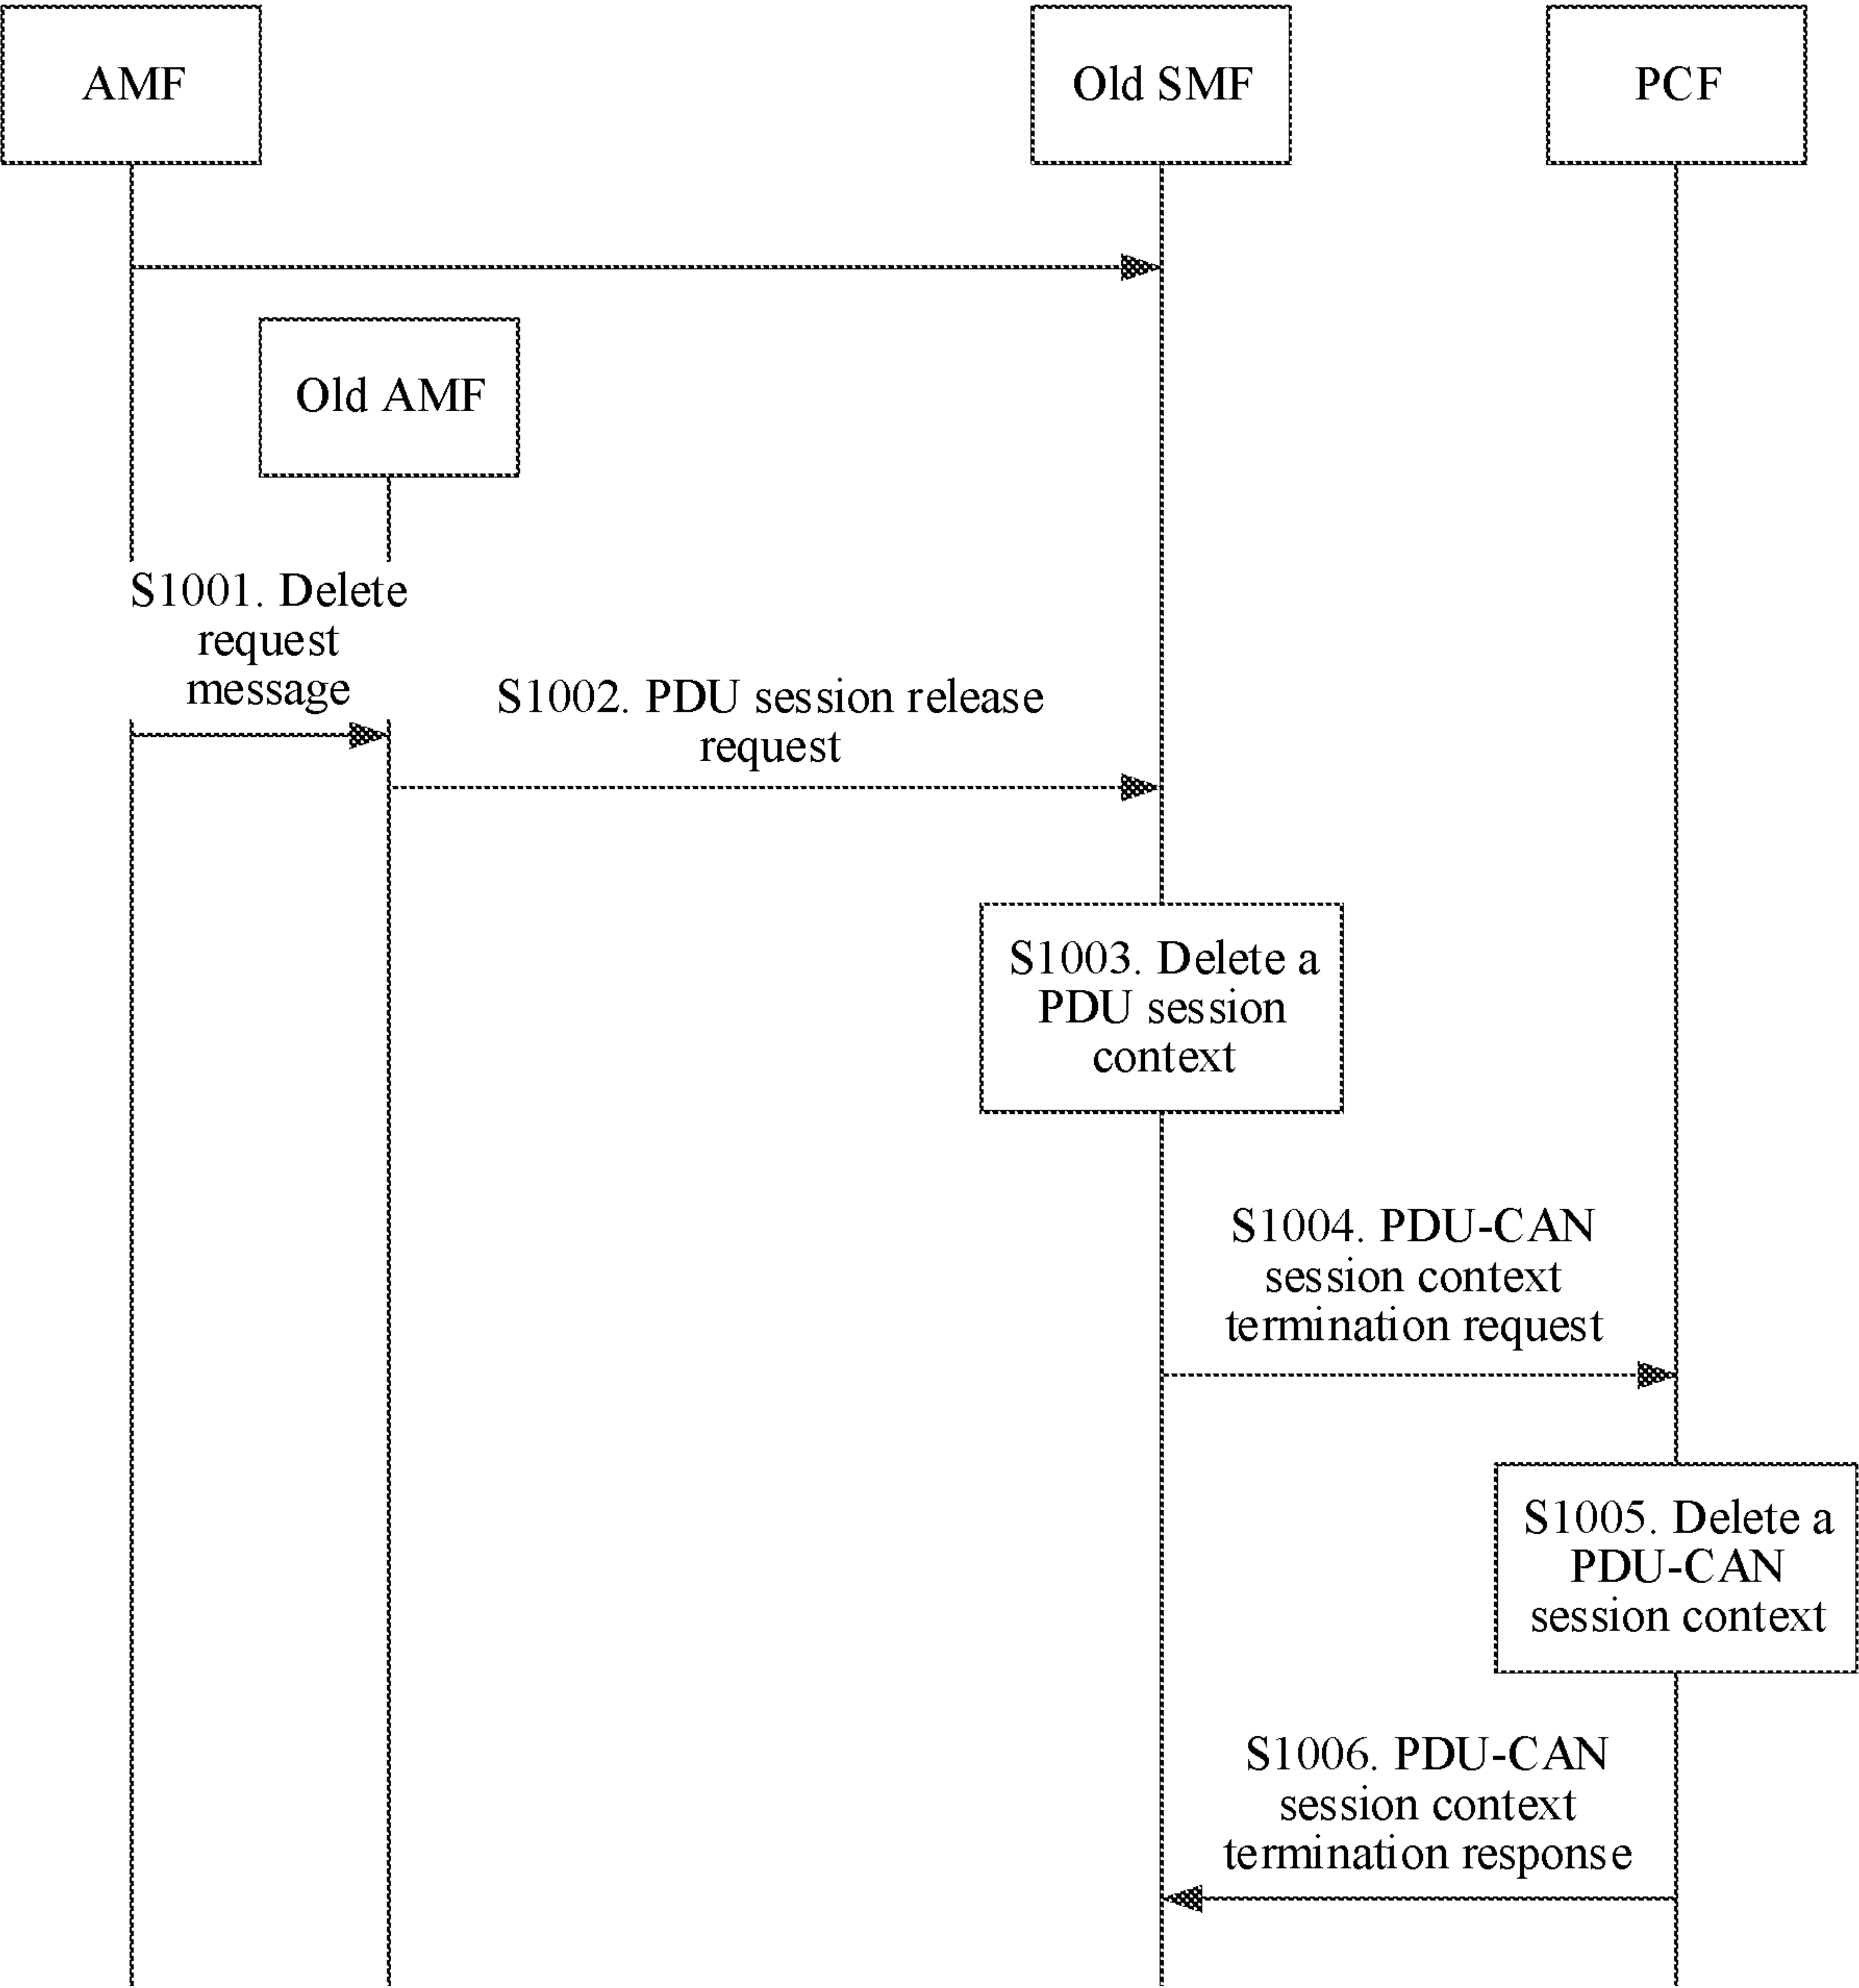 AMF
Old SMF
PCF
Old AMF
S1001. Delete
request
message
S1002. PDU session release
request
S1003. Delete a
PDU session
context
S1004. PDU-CAN
session context
termination request
S1005. Delete a
PDU-CAN
session context
S1006. PDU-CAN
session context
termination response